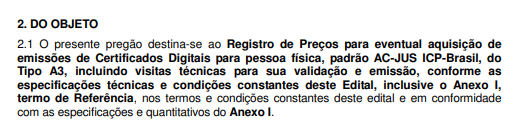 2. DO OBJETO
2.1 O presente pregão destina-se ao Registro de Preços para eventual aquisição de
emissões de Certificados Digitais para pessoa física, padrão AC-JUS ICP-Brasil, do
Tipo A3, incluindo visitas técnicas para sua validação e emissão, conforme as
especificações técnicas e condições constantes deste Edital, inclusive o Anexo I,
termo de Referência, nos termos e condições constantes deste edital e em conformidade
com as especificações e quantitativos do Anexo I.